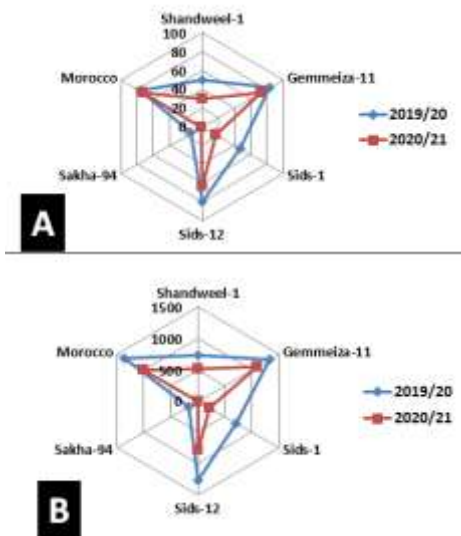 Shandweel-1
100
80
60
40
20
0
Morocco
Gemmeiza-11
Sakha-94
Sids-1
Sids-12
2019/20
2020/21
A
Shandweel-1
1500
1000
500
0
Morocco
Gemmeiza-11
Sakha-94
Sids-1
Sids-12
2019/20
2020/21
B